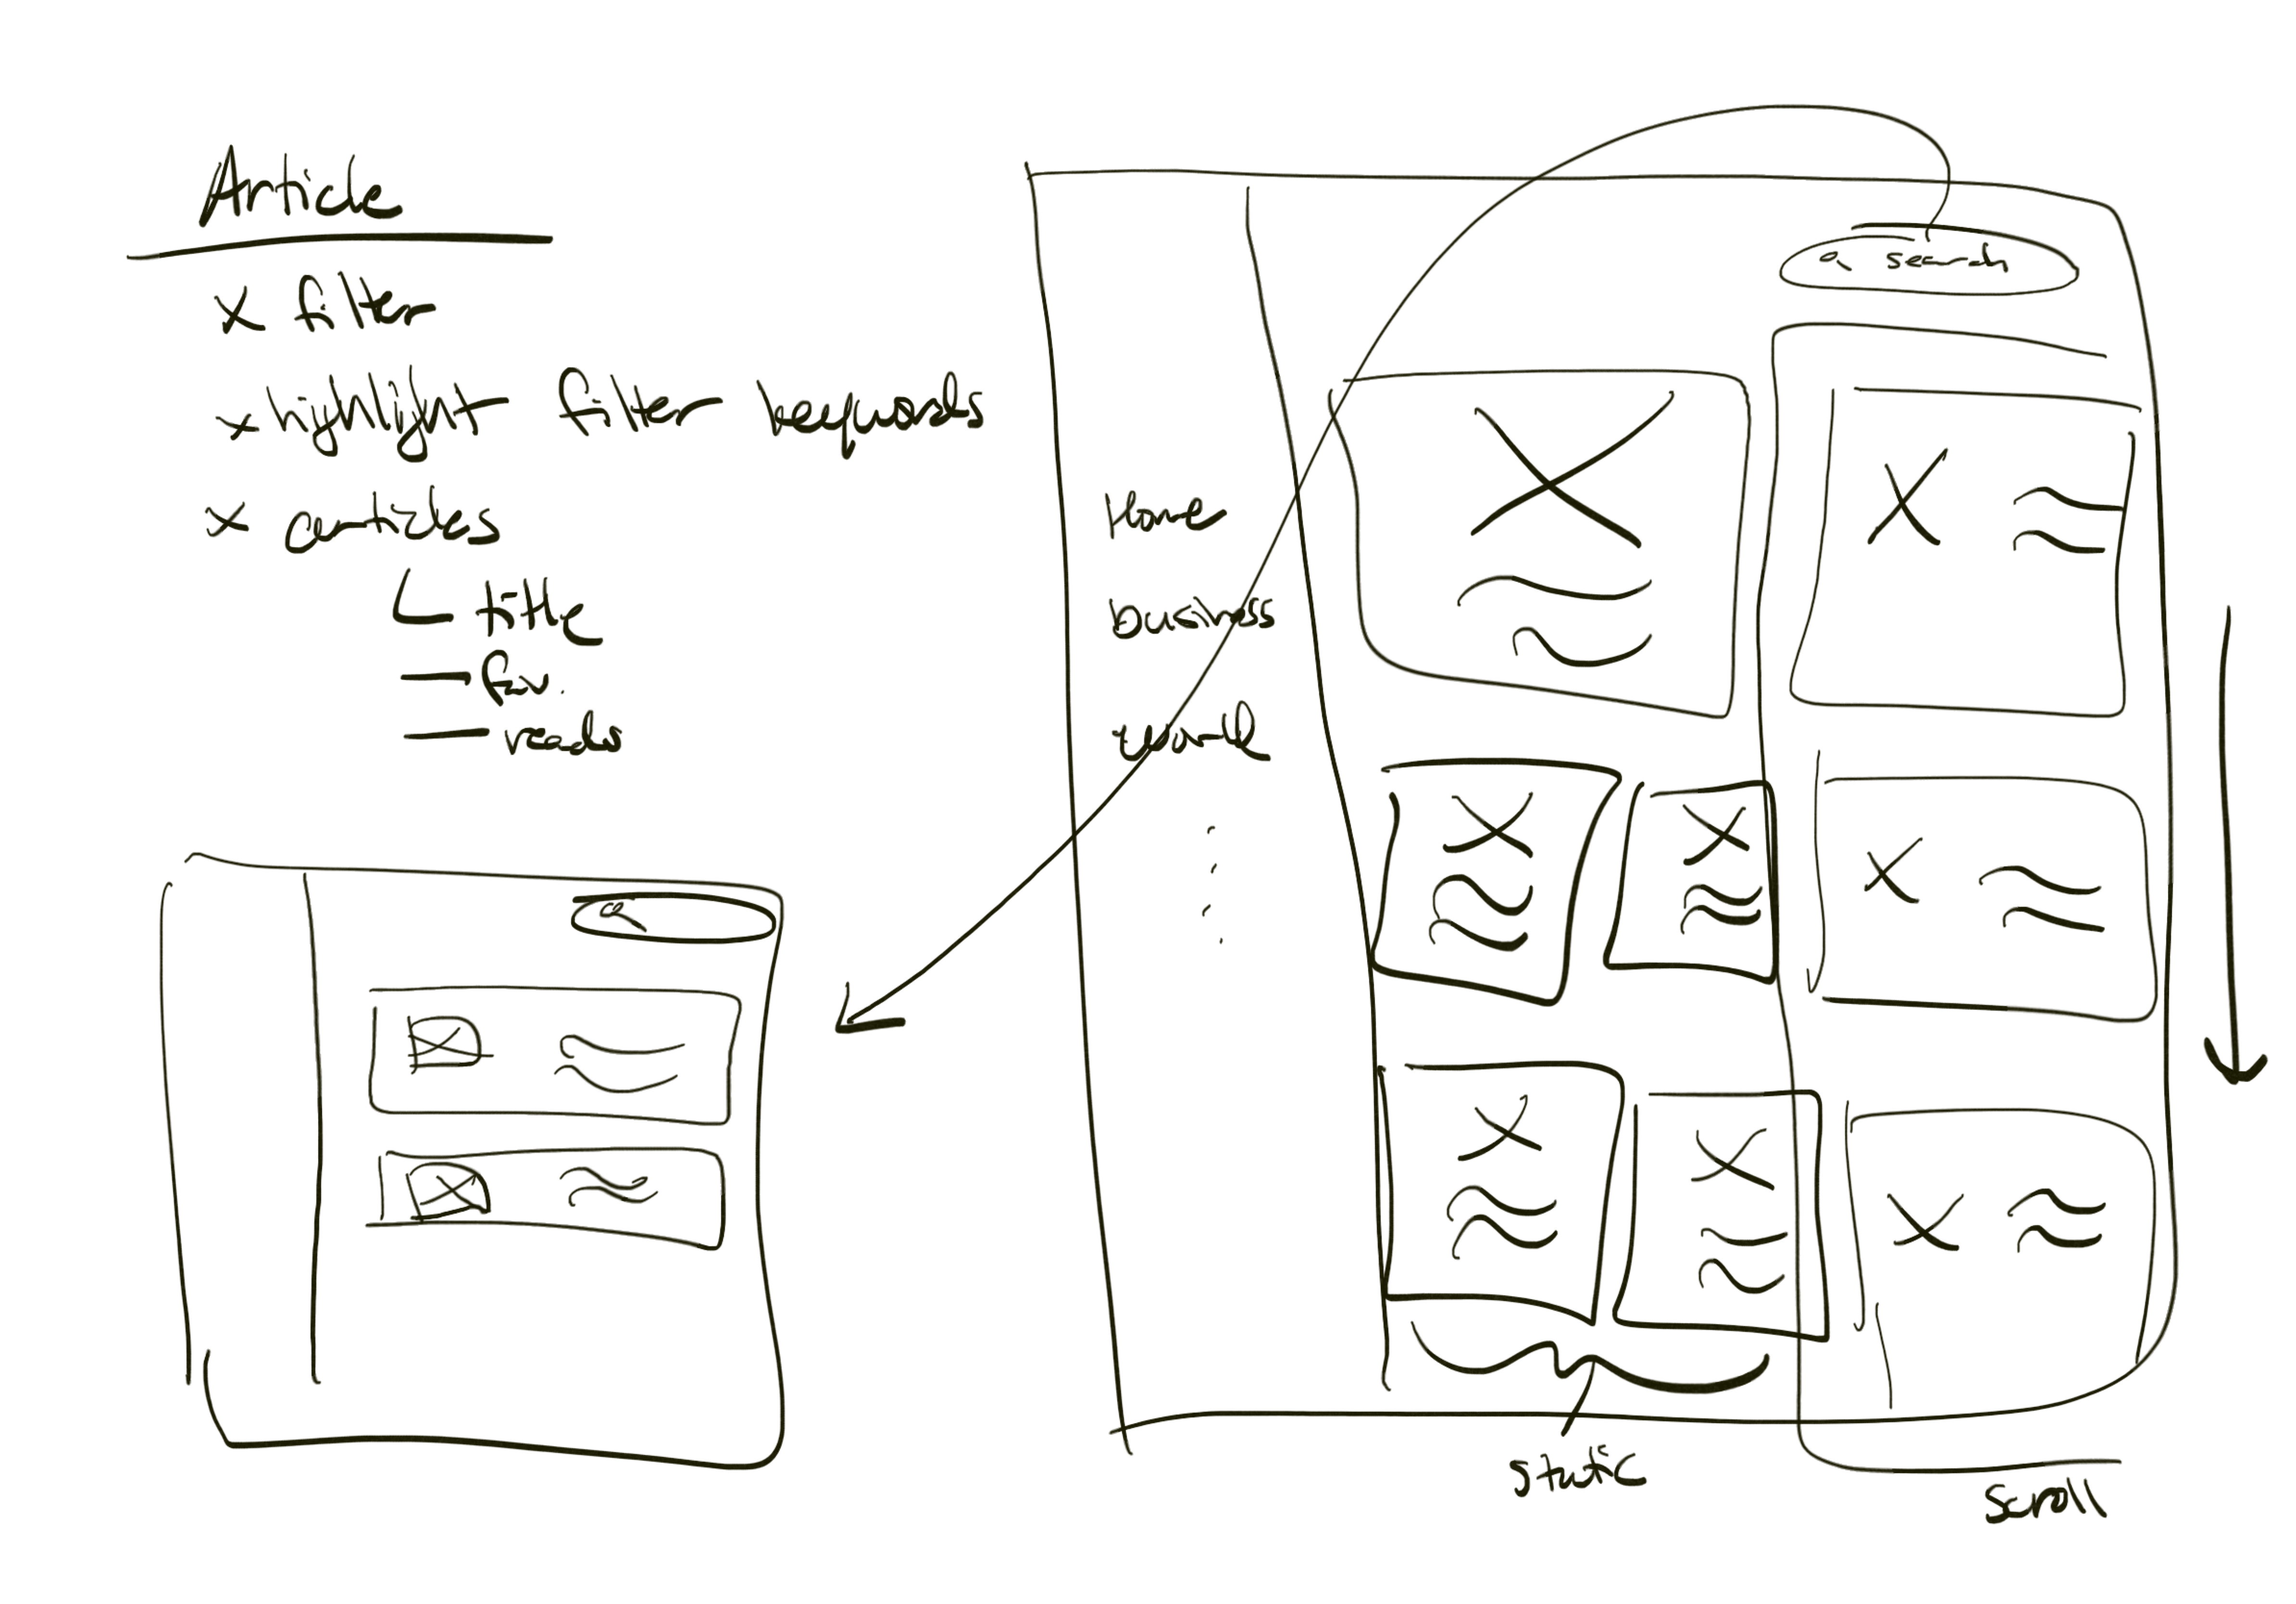 Article
x filter
x highlight filter keywords
x articles
title
fav.
reads
search
Home
business
world
static
scroll